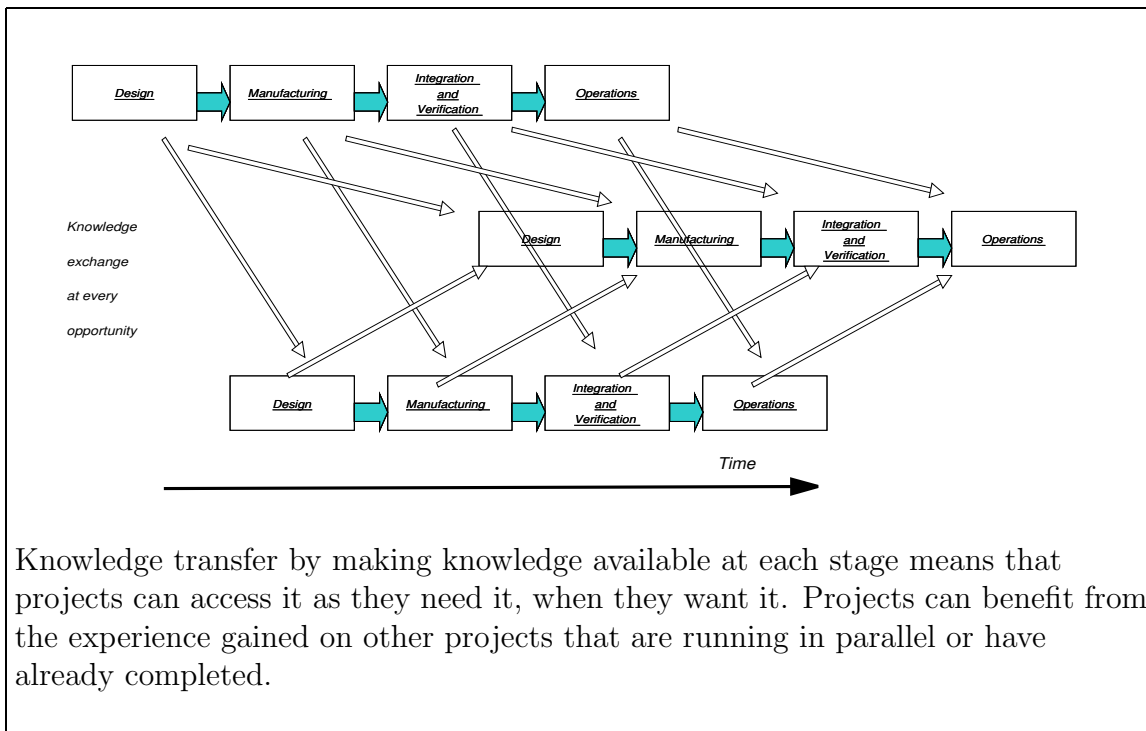 Design
Manufacturing
Integration
and
Verification
Operations
Knowledge
exchange
at every
opportunity
Design
Manufacturing
Integration
and
Verification
Operations
Design
Manufacturing
Integration
and
Verification
Operations
Time
Knowledge transfer by making knowledge available at each stage means that
projects can access it as they need it, when they want it. Projects can benefit from
the experience gained on other projects that are running in parallel or have
already completed.